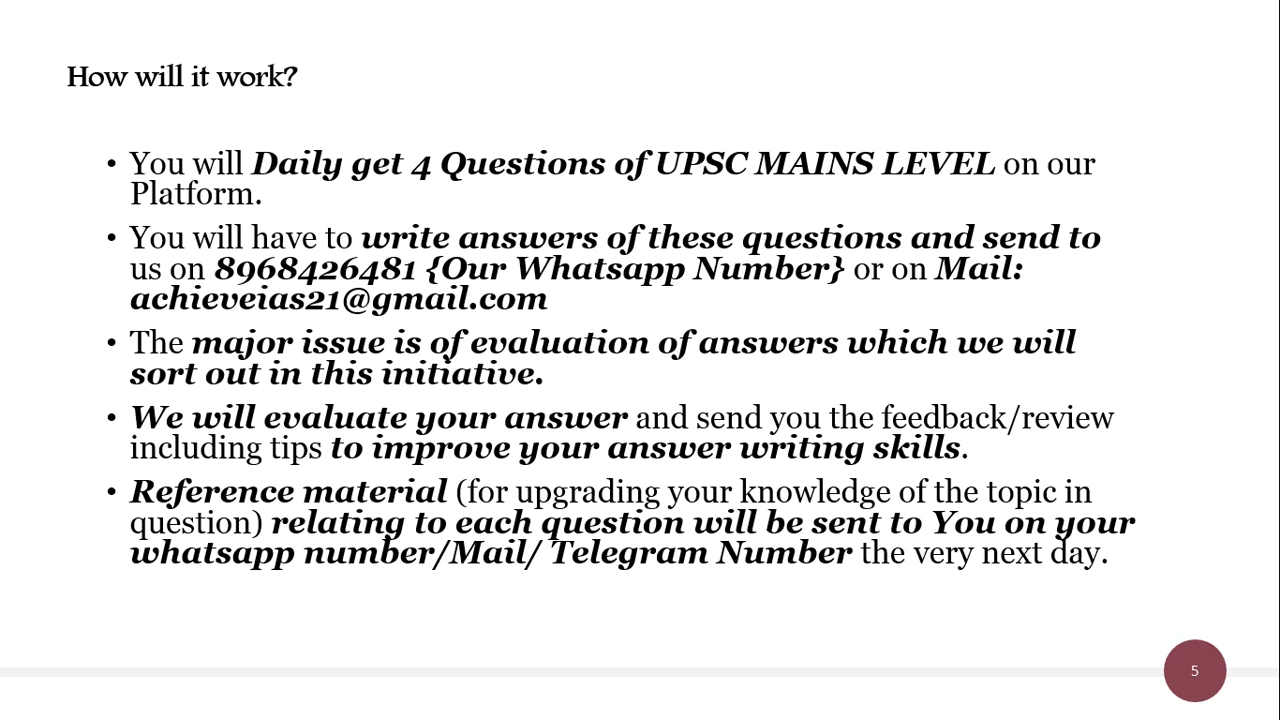 How will it work?
• You will Daily get 4 Questions of UPSC MAINS LEVEL on our
Platform.
• You will have to write answers of these questions and send to
us on 8968426481 {Our Whatsapp Number} or on Mail:
achieveias21@gmail.com
• The major issue is of evaluation of answers which we will
sort out in this initiative.
• We will evaluate your answer and send you the feedback/review
including tips to improve your answer writing skills.
• Reference material (for upgrading your knowledge of the topic in
question) relating to each question will be sent to You on your
whatsapp number/Mail/ Telegram Number the very next day.
5